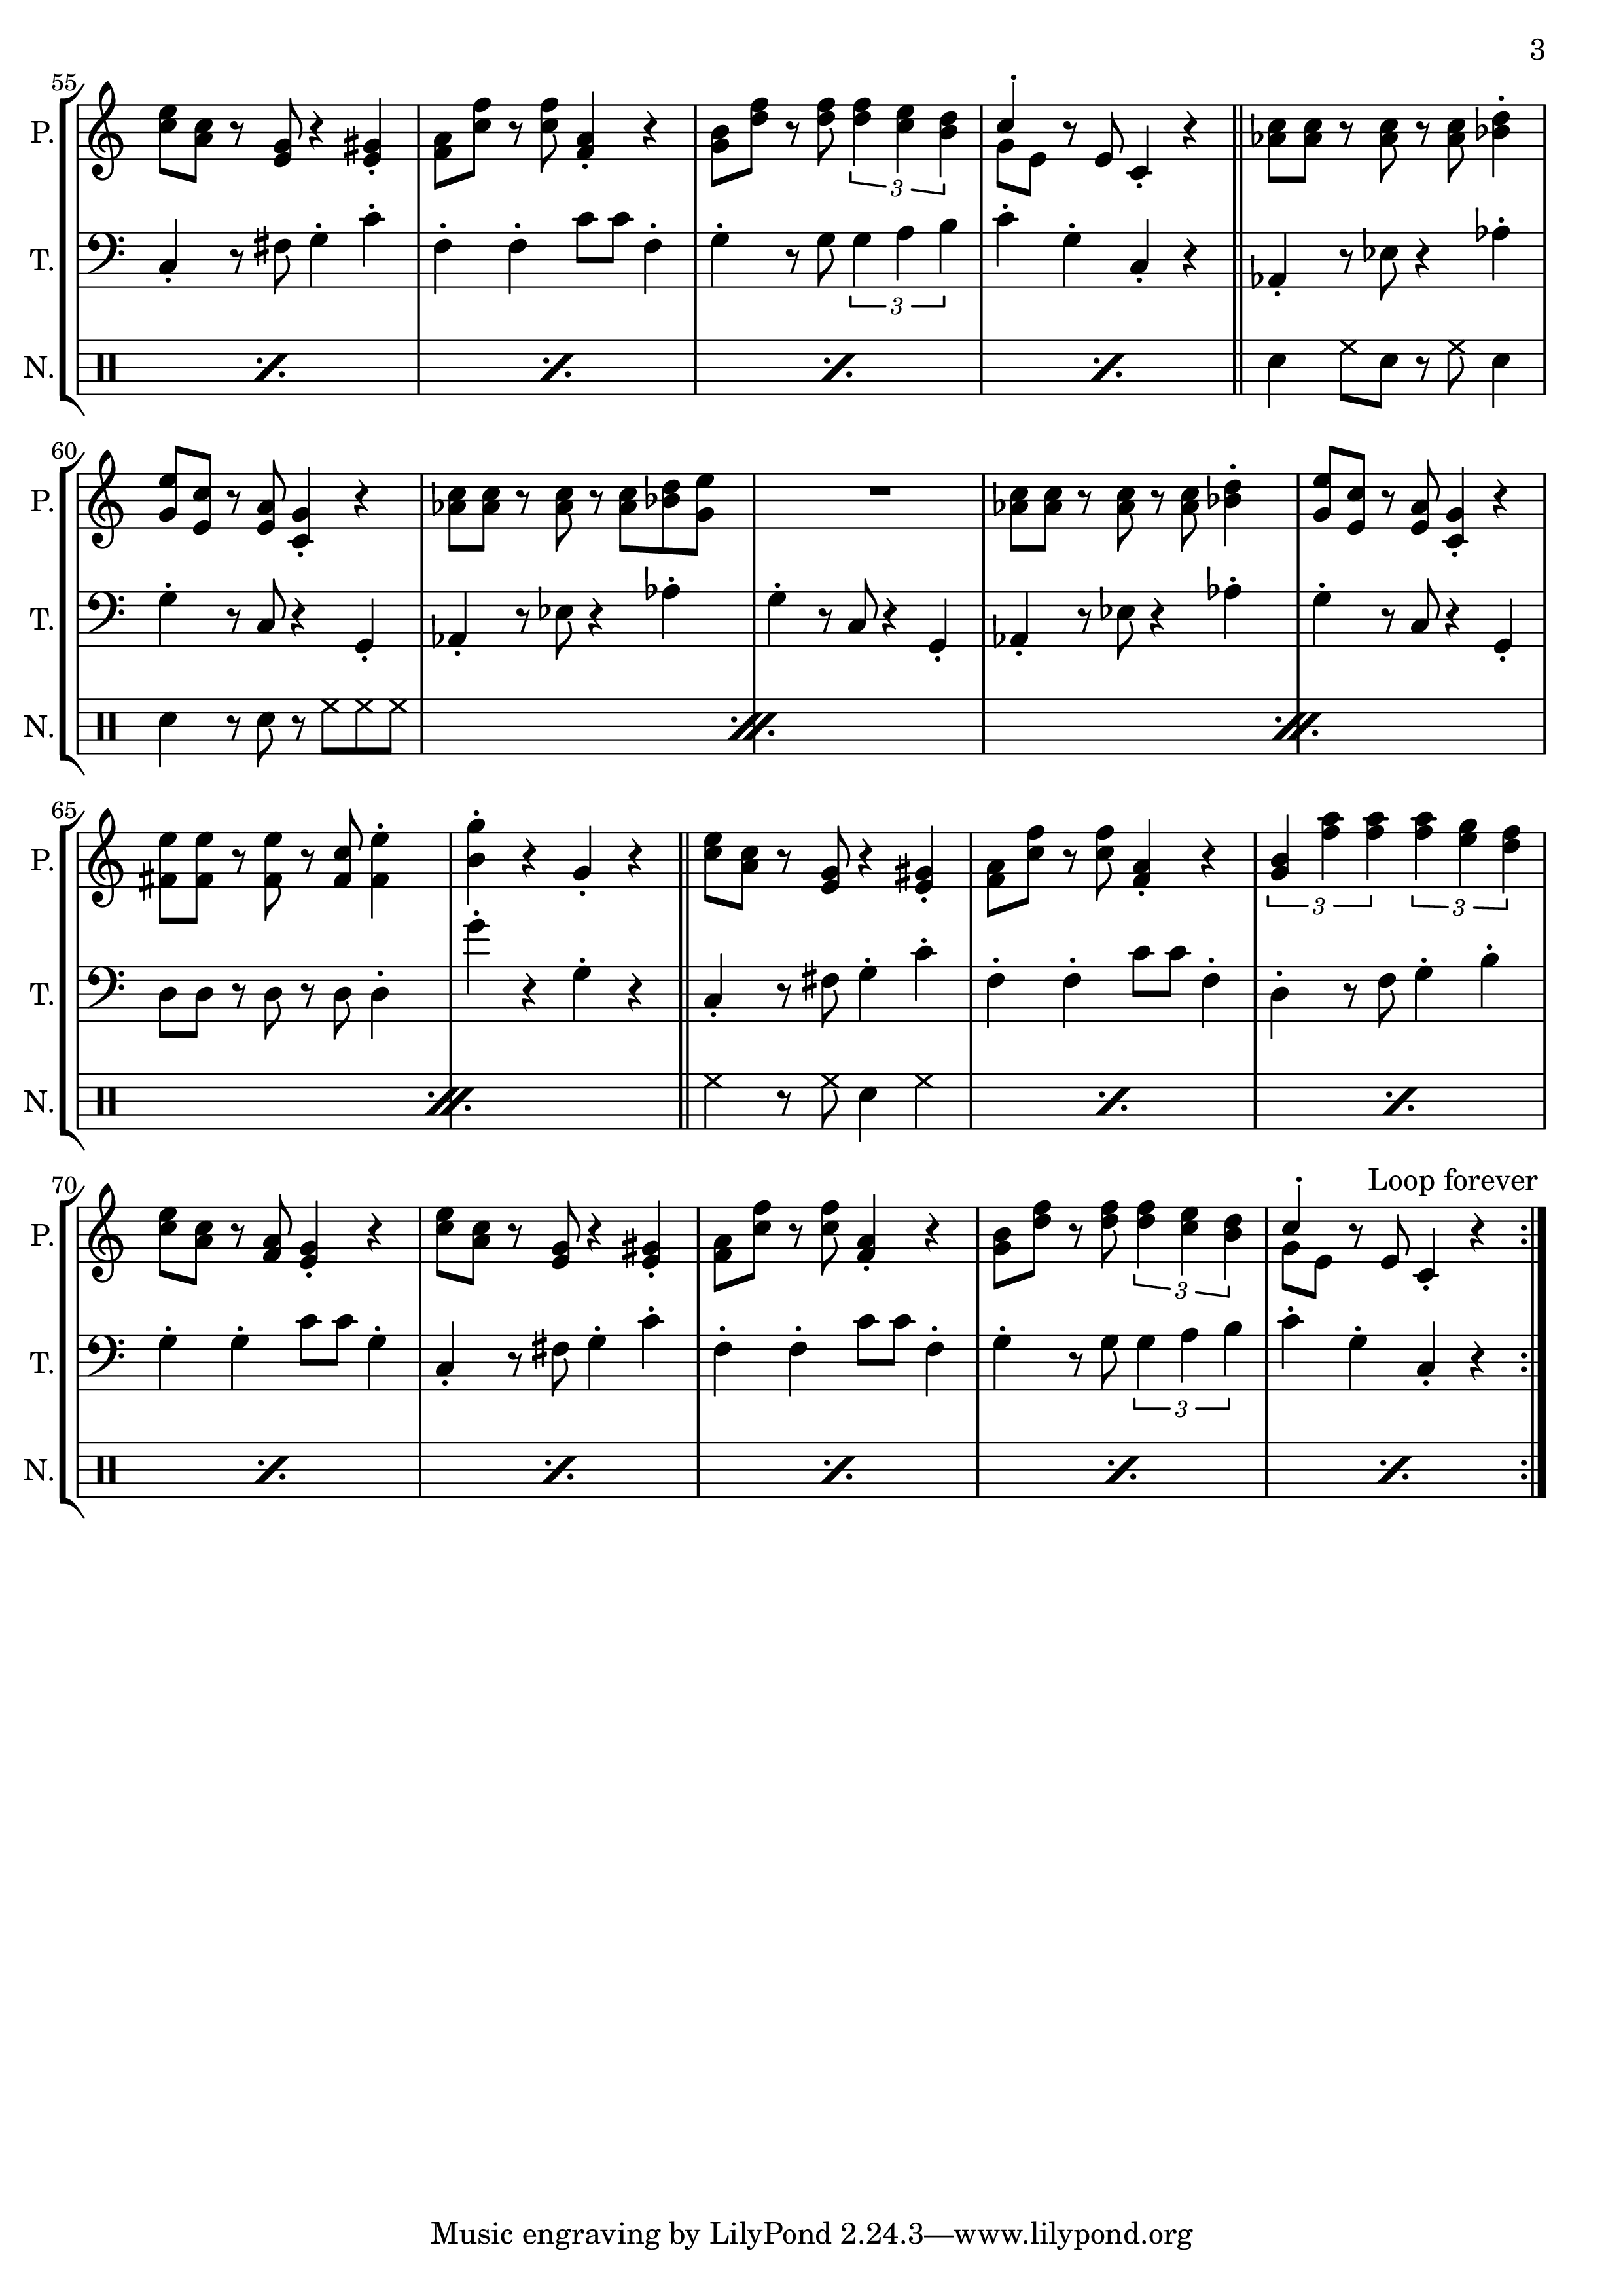 3
55
P.
3
T.
3
N.
60
P.
T.
N.
65
P.
3 3
T.
N.
70
Loop forever
P.
3
T.
3
N.
Music engraving by LilyPond 2.24.3—www.lilypond.org